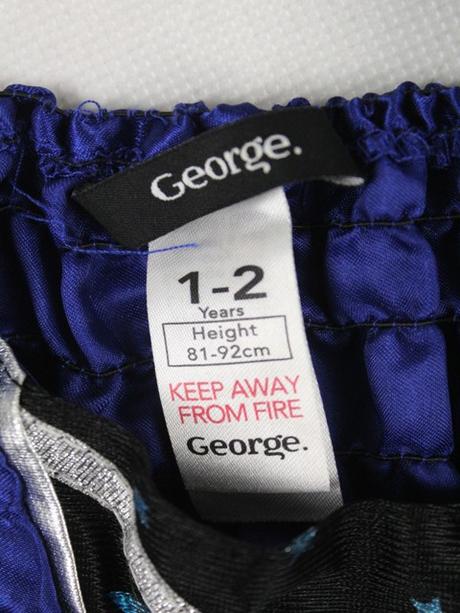 George.
1-2
Years
Height
81-92cm
KEEP AWAY
FROM FIRE
George.